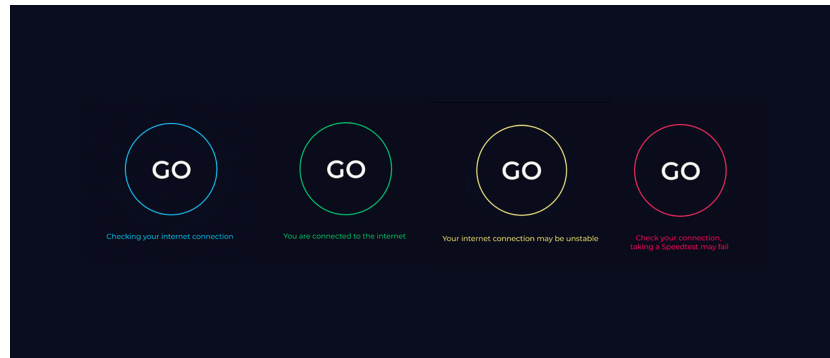 GO
Checking your internet connection
GO
You are connected to the internet
GO
Your internet connection may be unstable
GO
Check your connection,
taking a Speedtest may fail